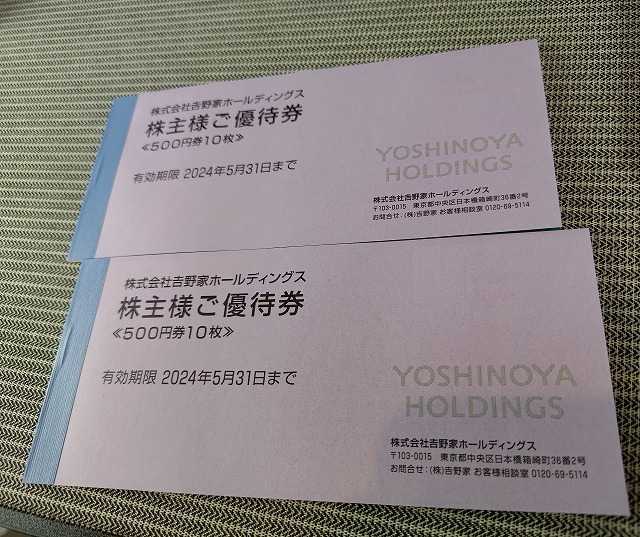 株式会社𠮷野家ホールディングス
株主様ご優待券
≪500円券10枚≫
有効期限 2024年5月31日まで
YOSHINOYA
HOLDINGS
株式会社𠮷野家ホールディングス
〒103-0015 東京都中央区日本橋箱崎町36番2号
お問合せ:(株)𠮷野家 お客様相談室 0120-69-5114
株式会社𠮷野家ホールディングス
株主様ご優待券
≪500円券10枚≫
有効期限 2024年5月31日まで
YOSHINOYA
HOLDINGS
株式会社𠮷野家ホールディングス
〒103-0015 東京都中央区日本橋箱崎町36番2号
お問合せ:(株)𠮷野家 お客様相談室 0120-69-5114